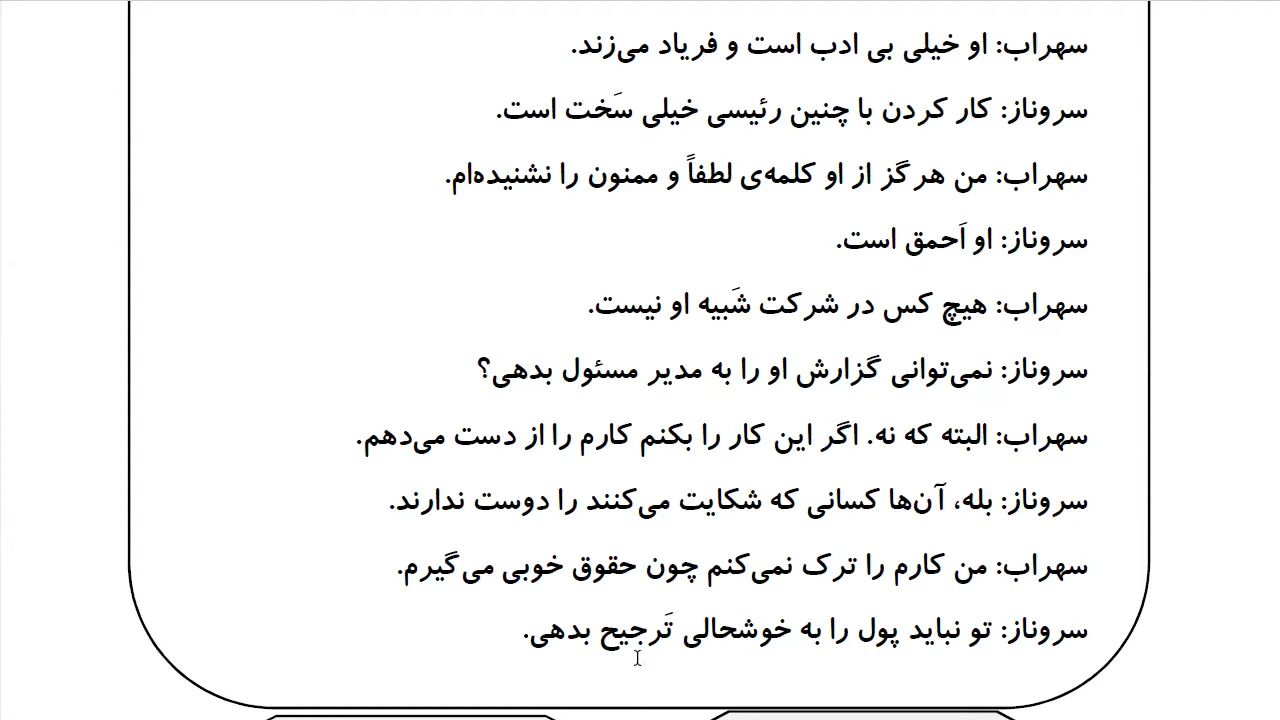 سهراب: او خیلی بی ادب است و فریاد می‌زند.
سروناز: کار کردن با چنین رئیسی خیلی سَخت است.
سهراب: من هرگز از او کلمه‌ی لطفاً و ممنون را نشنیده‌ام.
سروناز: او اَحمق است.
سهراب: هیچ کس در شرکت شَبیه او نیست.
سروناز: نمی‌توانی گزارش او را به مدیر مسئول بدهی؟
سهراب: البته که نه. اگر این کار را بکنم کارم را از دست می‌دهم.
سروناز: بله، آن‌ها کسانی که شکایت می‌کنند را دوست ندارند.
سهراب: من کارم را ترک نمی‌کنم چون حقوق خوبی می‌گیرم.
سروناز: تو نباید پول را به خوشحالی تَرجیح بدهی.